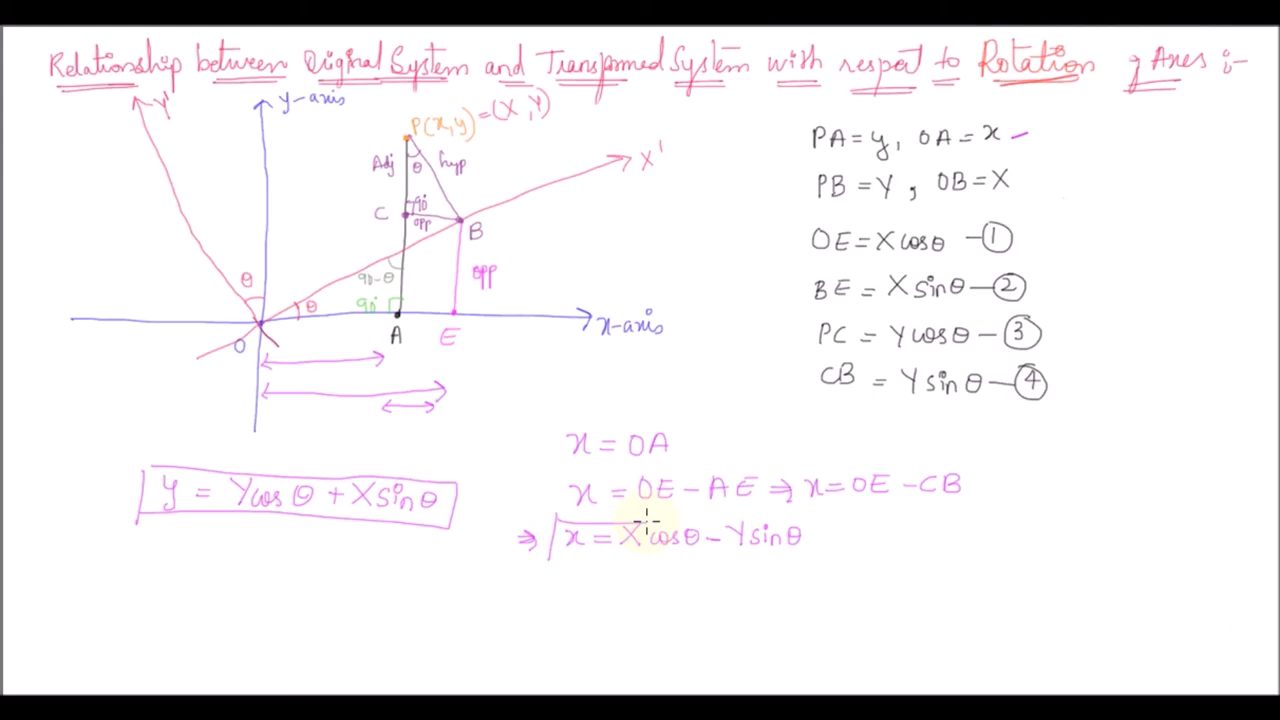 Relationship between Original System and Transformed System with respect to Rotation of Axes :-
Y'
y-axis
P(x,y) = (X,Y)
X'
Adj
θ
hyp
C
90°
opp
B
θ
90-θ
opp
θ
90°
O
A
E
x-axis
PA = y, OA = x
PB = Y, OB = X
OE = X cosθ - ①
BE = X sinθ - ②
PC = Y cosθ - ③
CB = Y sinθ - ④
y = Y cosθ + X sinθ
x = OA
x = OE - AE ⇒ x = OE - CB
⇒ x = X cosθ - Y sinθ